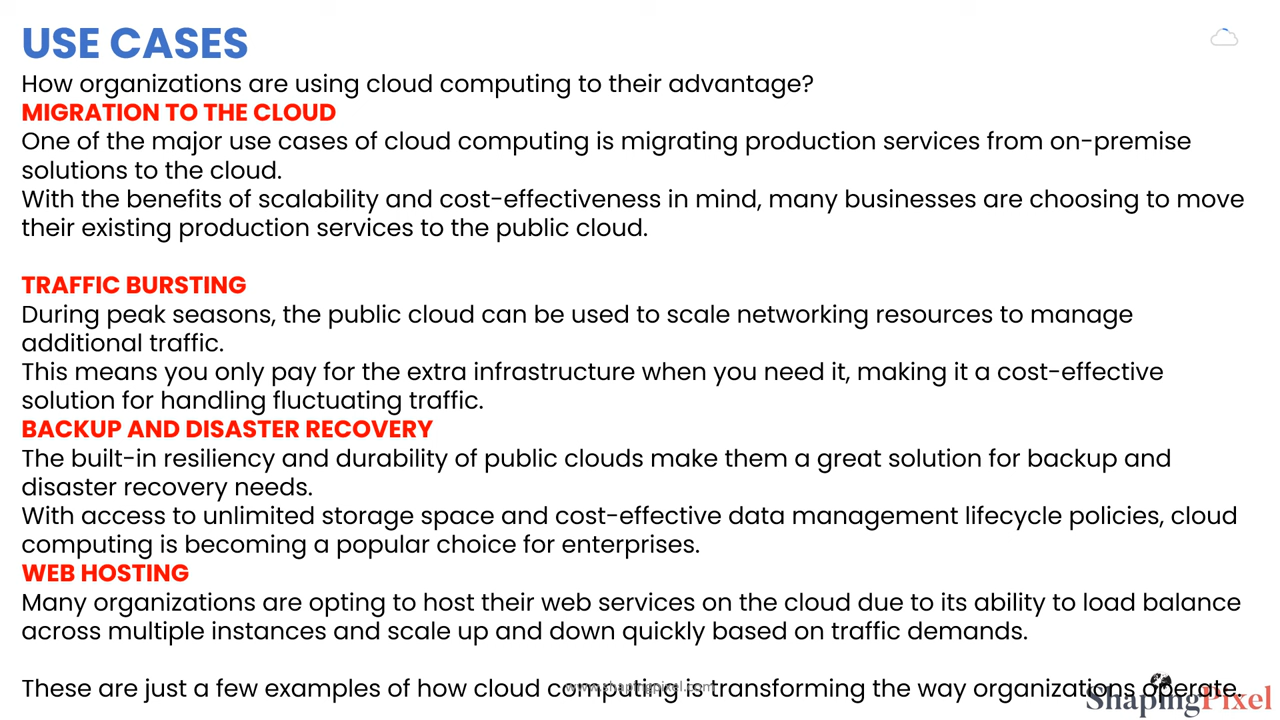 USE CASES
How organizations are using cloud computing to their advantage?
MIGRATION TO THE CLOUD
One of the major use cases of cloud computing is migrating production services from on-premise
solutions to the cloud.
With the benefits of scalability and cost-effectiveness in mind, many businesses are choosing to move
their existing production services to the public cloud.
TRAFFIC BURSTING
During peak seasons, the public cloud can be used to scale networking resources to manage
additional traffic.
This means you only pay for the extra infrastructure when you need it, making it a cost-effective
solution for handling fluctuating traffic.
BACKUP AND DISASTER RECOVERY
The built-in resiliency and durability of public clouds make them a great solution for backup and
disaster recovery needs.
With access to unlimited storage space and cost-effective data management lifecycle policies, cloud
computing is becoming a popular choice for enterprises.
WEB HOSTING
Many organizations are opting to host their web services on the cloud due to its ability to load balance
across multiple instances and scale up and down quickly based on traffic demands.
These are just a few examples of how cloud computing is transforming the way organizations operate.
www.shapingpixel.com
ShapingPixel